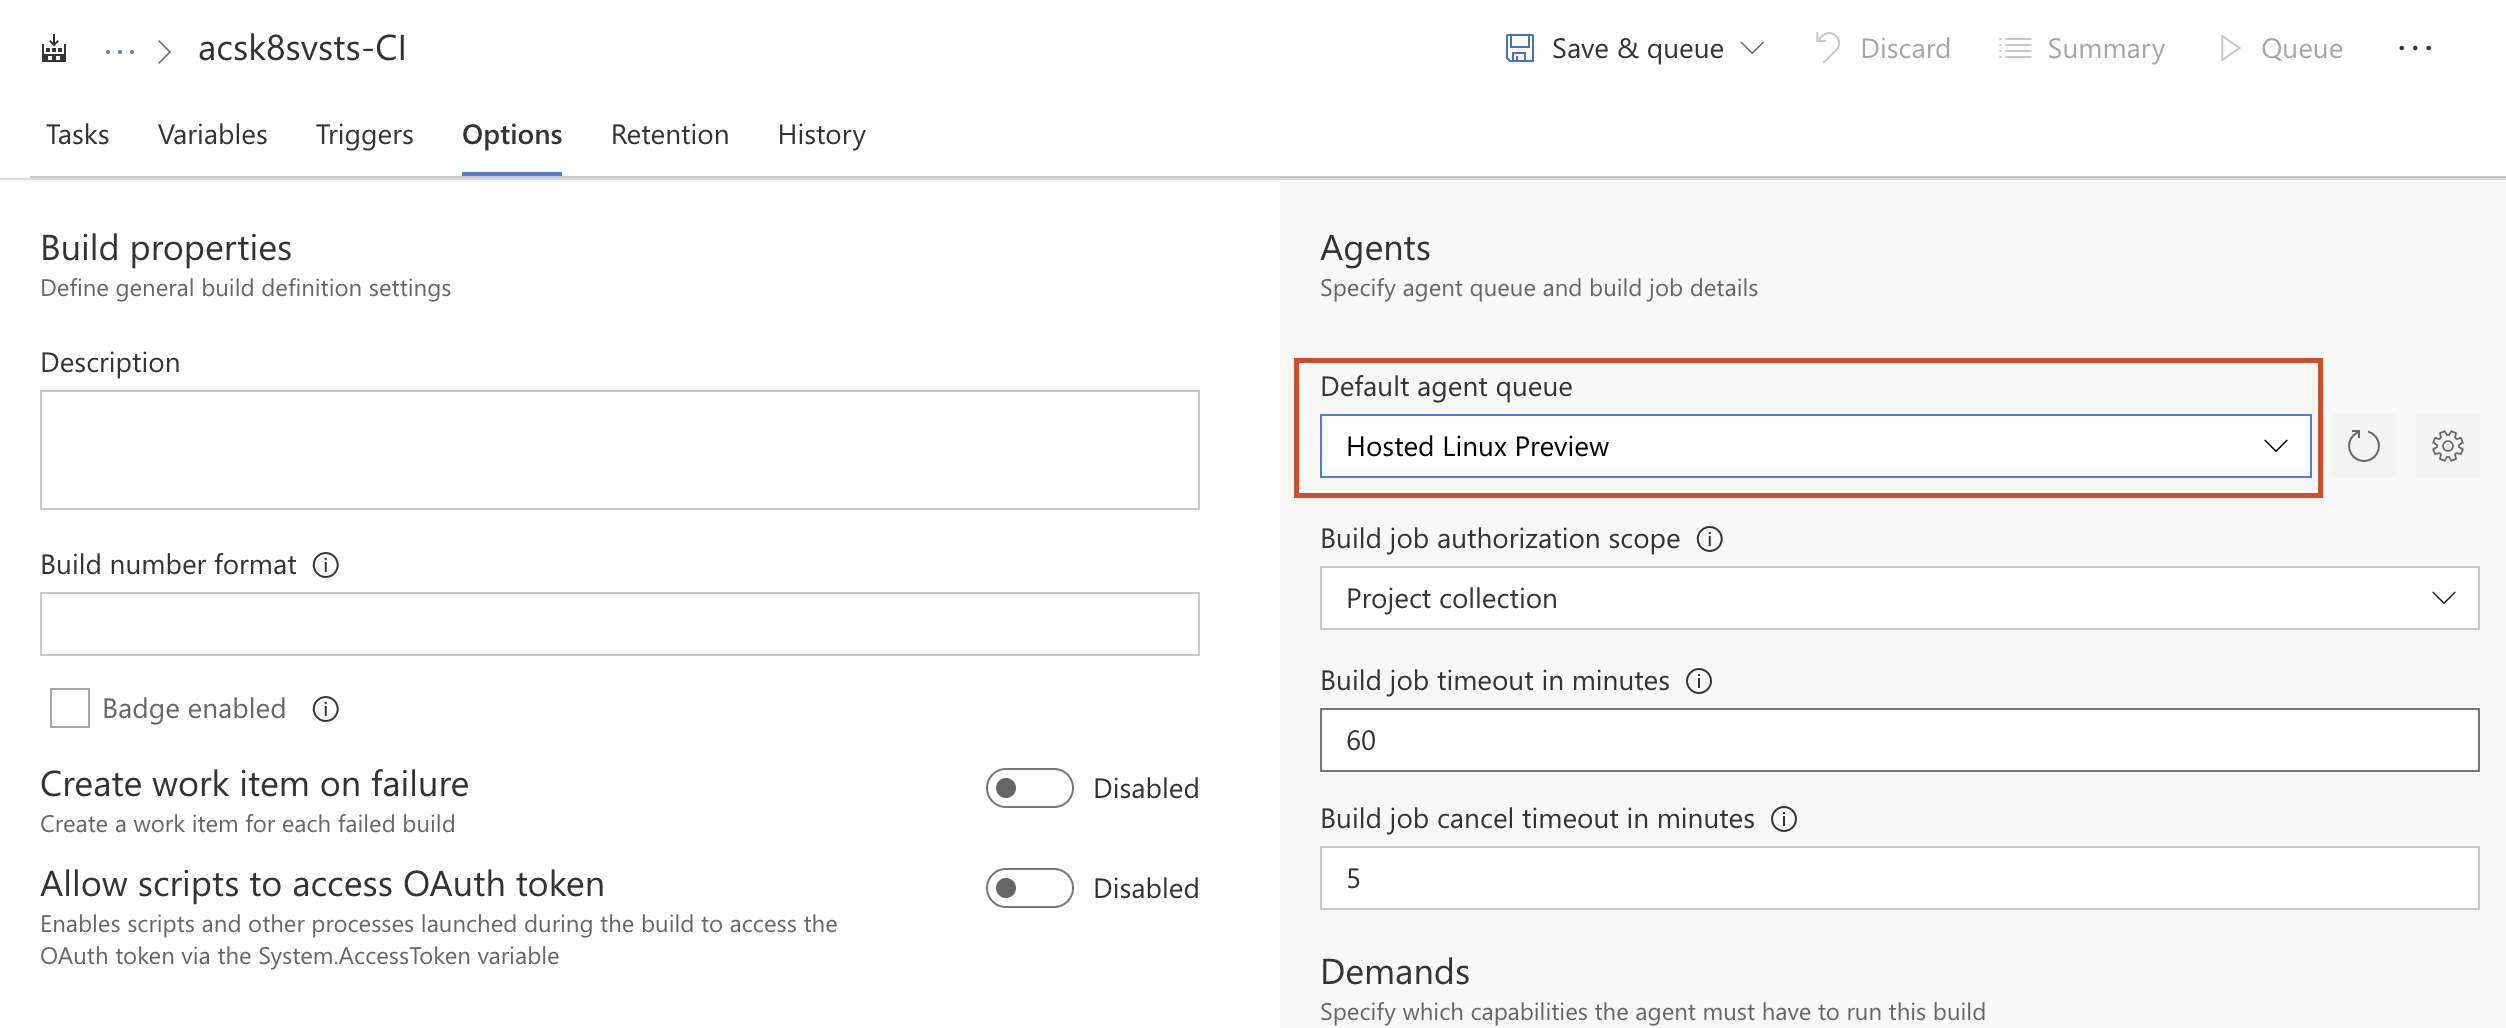 acsk8svsts-CI
Save & queue
Discard
Summary
Queue
Tasks
Variables
Triggers
Options
Retention
History
Build properties
Define general build definition settings
Description
Build number format
Badge enabled
Create work item on failure
Disabled
Create a work item for each failed build
Allow scripts to access OAuth token
Disabled
Enables scripts and other processes launched during the build to access the
OAuth token via the System.AccessToken variable
Agents
Specify agent queue and build job details
Default agent queue
Hosted Linux Preview
Build job authorization scope
Project collection
Build job timeout in minutes
60
Build job cancel timeout in minutes
5
Demands
Specify which capabilities the agent must have to run this build